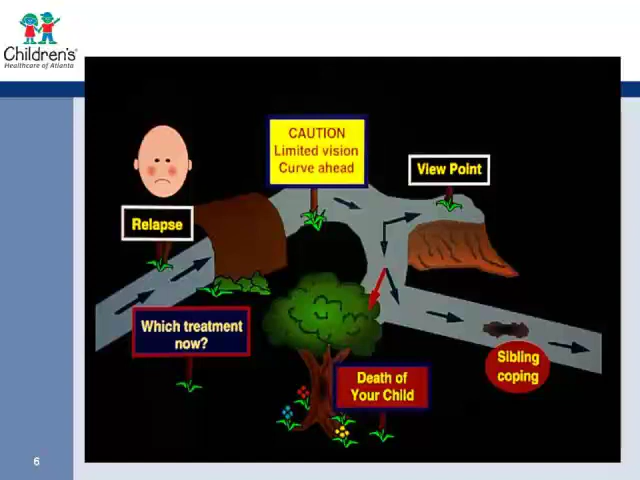 Children's
Healthcare of Atlanta
CAUTION
Limited vision
Curve ahead
View Point
Relapse
Which treatment
now?
Sibling
coping
Death of
Your Child
6